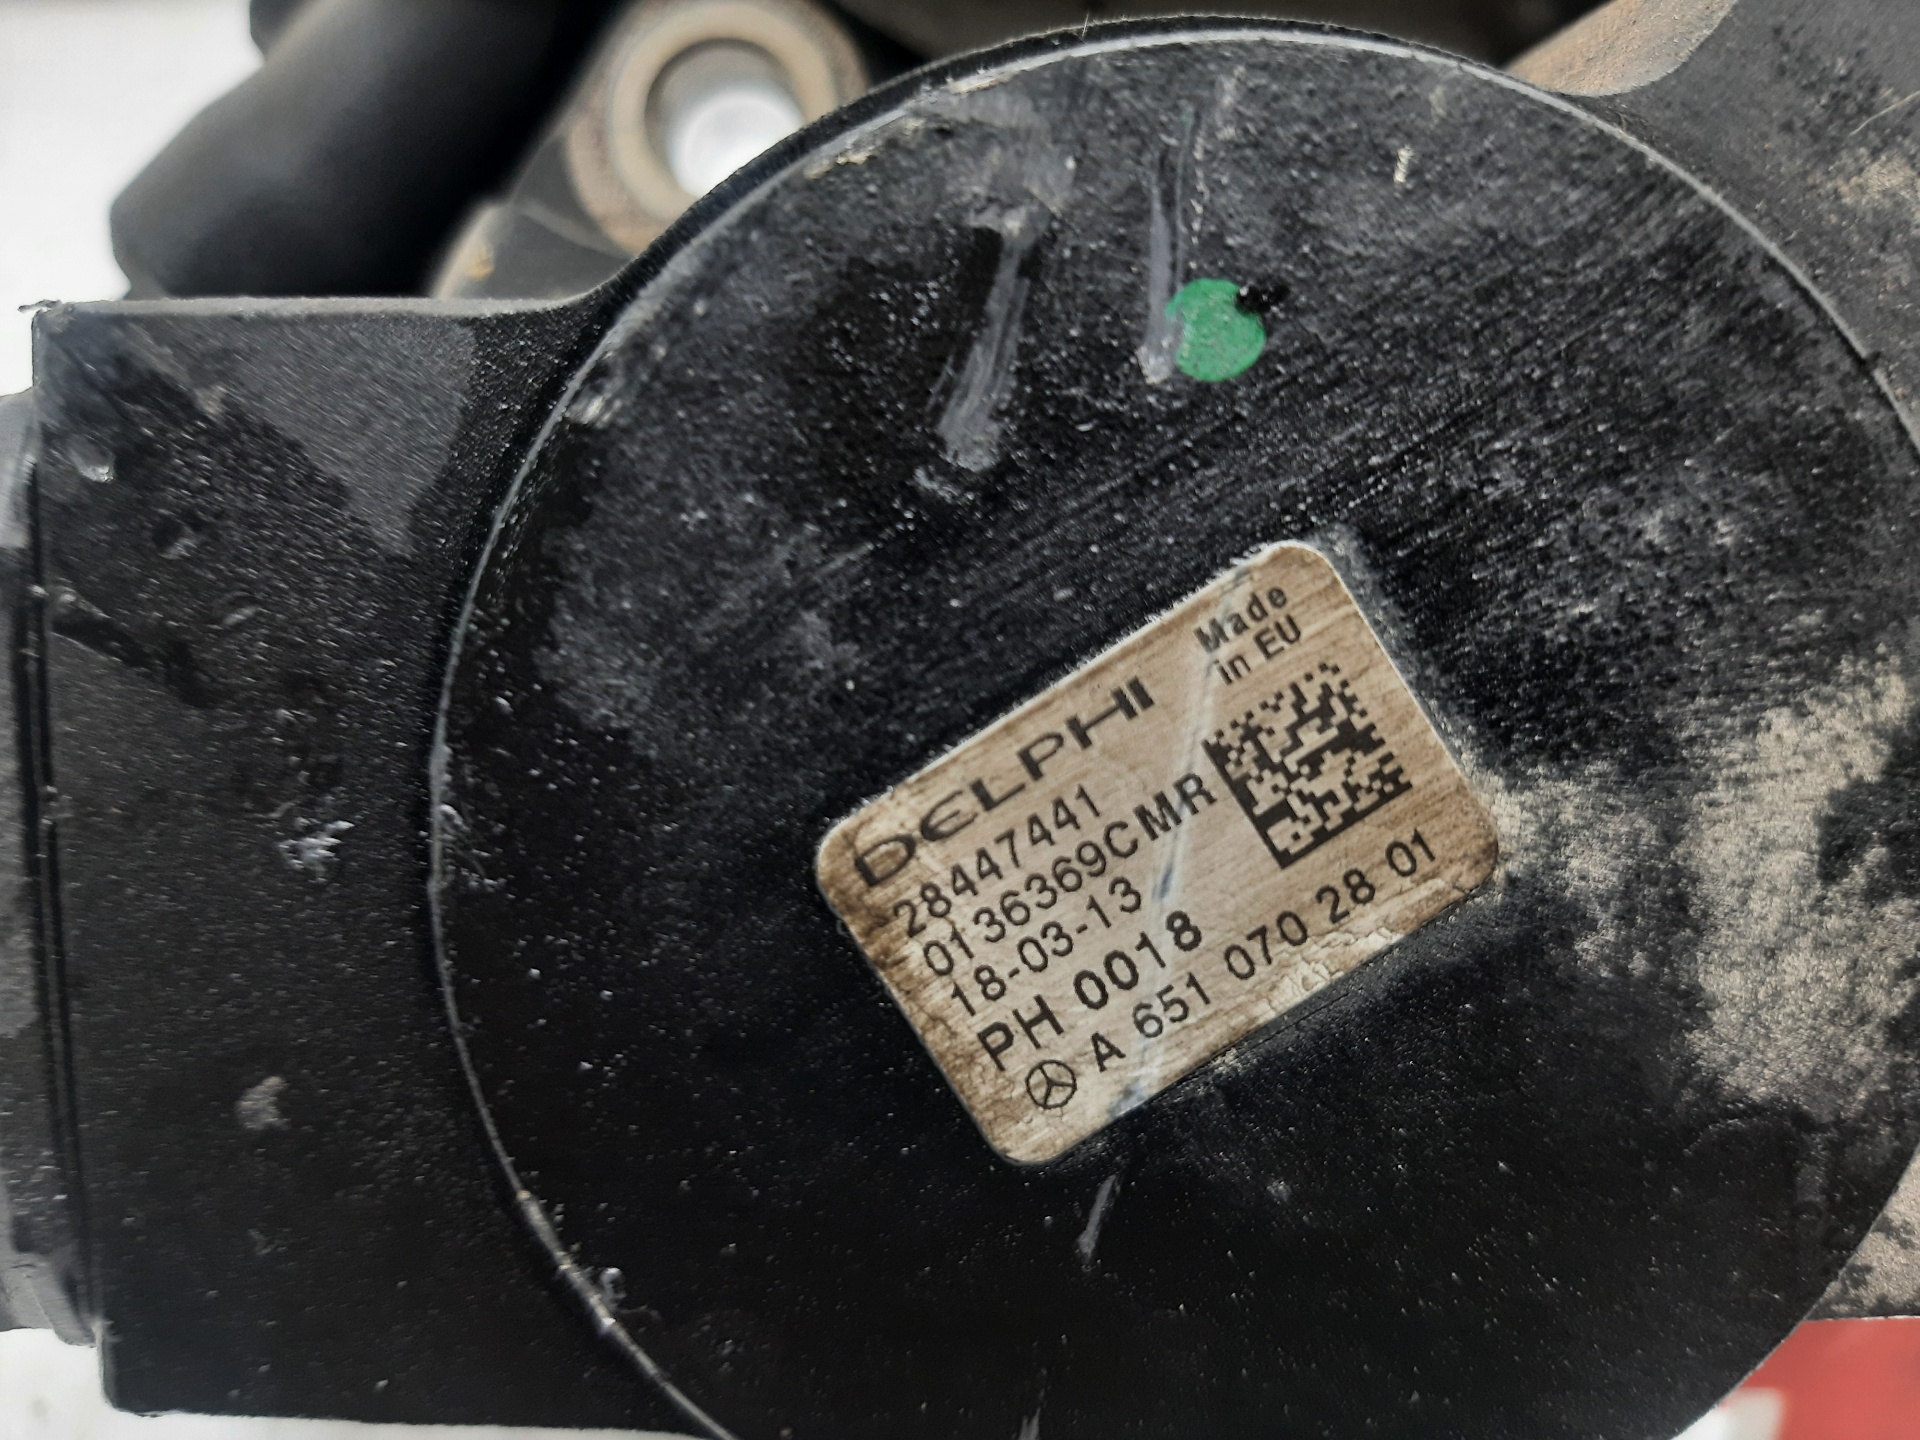 Made
in EU
DELPHI
28447441
0136369CMR
18-03-13
PH 0018
A 651 070 28 01